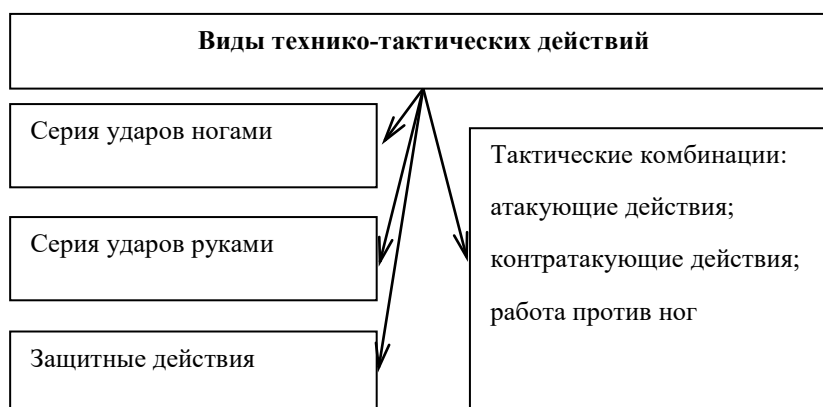 Виды технико-тактических действий
Серия ударов ногами
Серия ударов руками
Защитные действия
Тактические комбинации:
атакующие действия;
контратакующие действия;
работа против ног